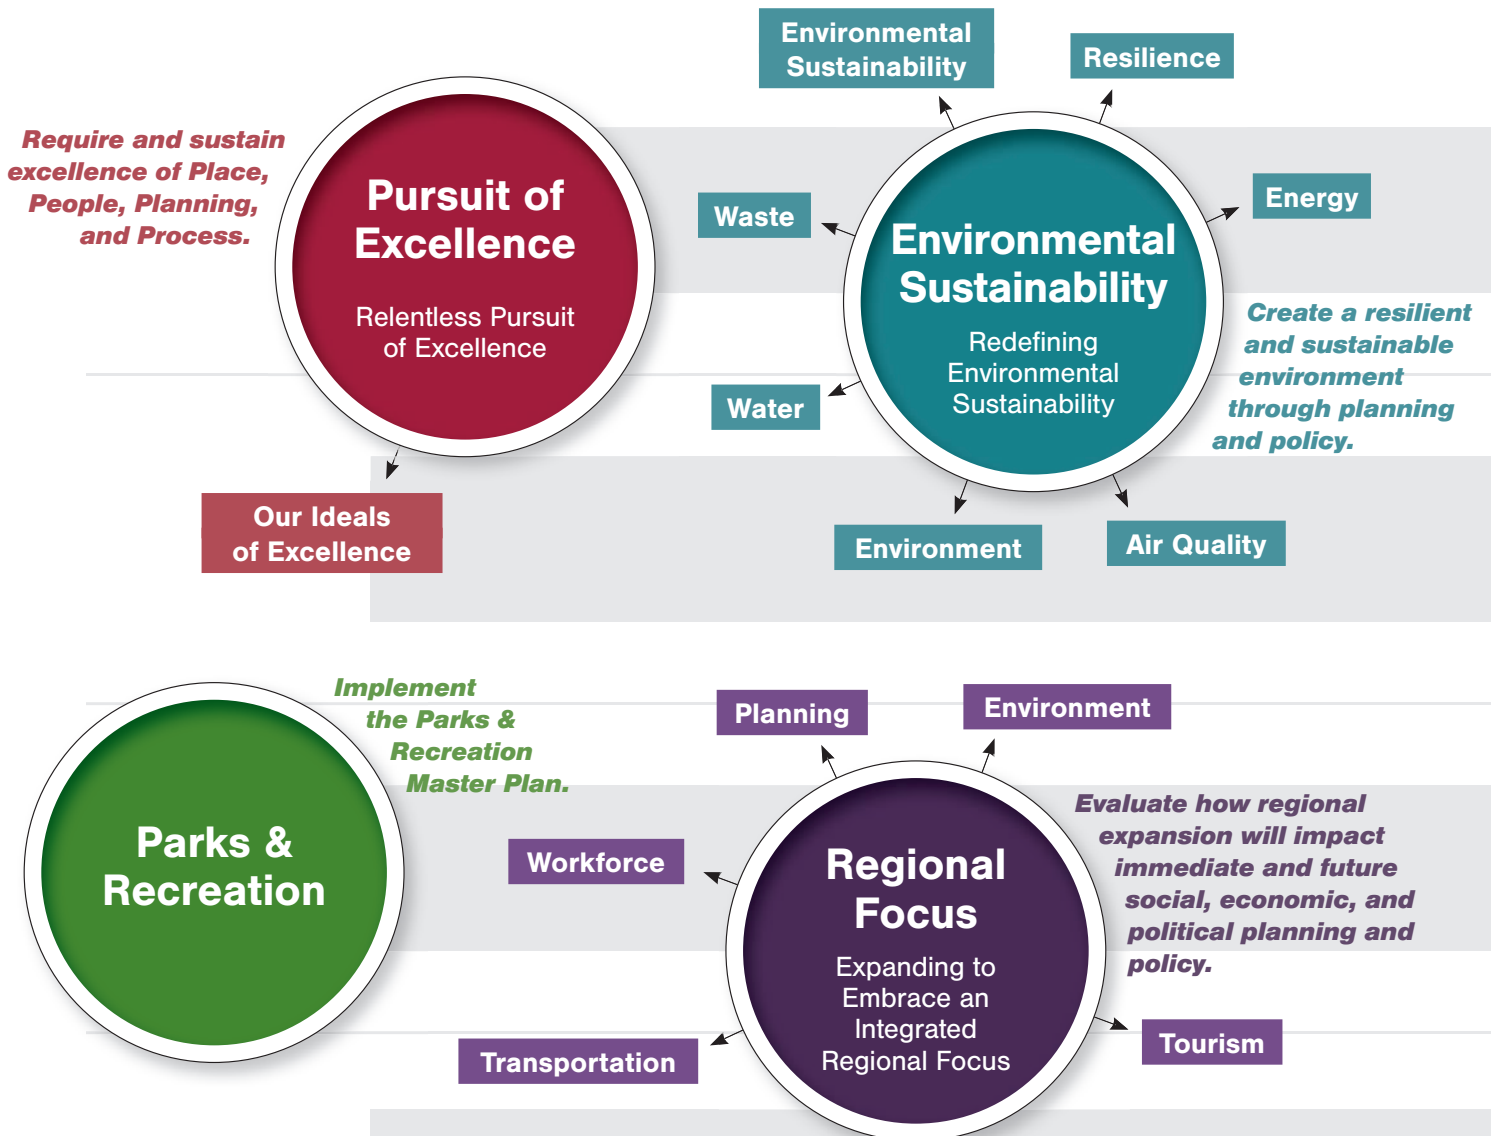 Require and sustain
excellence of Place,
People, Planning,
and Process.
Pursuit of
Excellence
Relentless Pursuit
of Excellence
Our Ideals
of Excellence
Environmental
Sustainability
Resilience
Waste
Energy
Environmental
Sustainability
Redefining
Environmental
Sustainability
Create a resilient
and sustainable
environment
through planning
and policy.
Water
Environment
Air Quality
Implement
the Parks &
Recreation
Master Plan.
Parks &
Recreation
Planning
Environment
Workforce
Regional
Focus
Expanding to
Embrace an
Integrated
Regional Focus
Evaluate how regional
expansion will impact
immediate and future
social, economic, and
political planning and
policy.
Transportation
Tourism